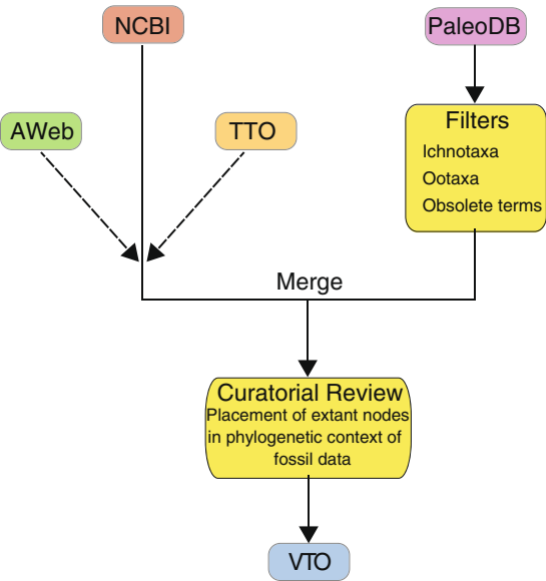 NCBI
PaleoDB
AWeb
TTO
Filters
Ichnotaxa
Ootaxa
Obsolete terms
Merge
Curatorial Review
Placement of extant nodes
in phylogenetic context of
fossil data
VTO